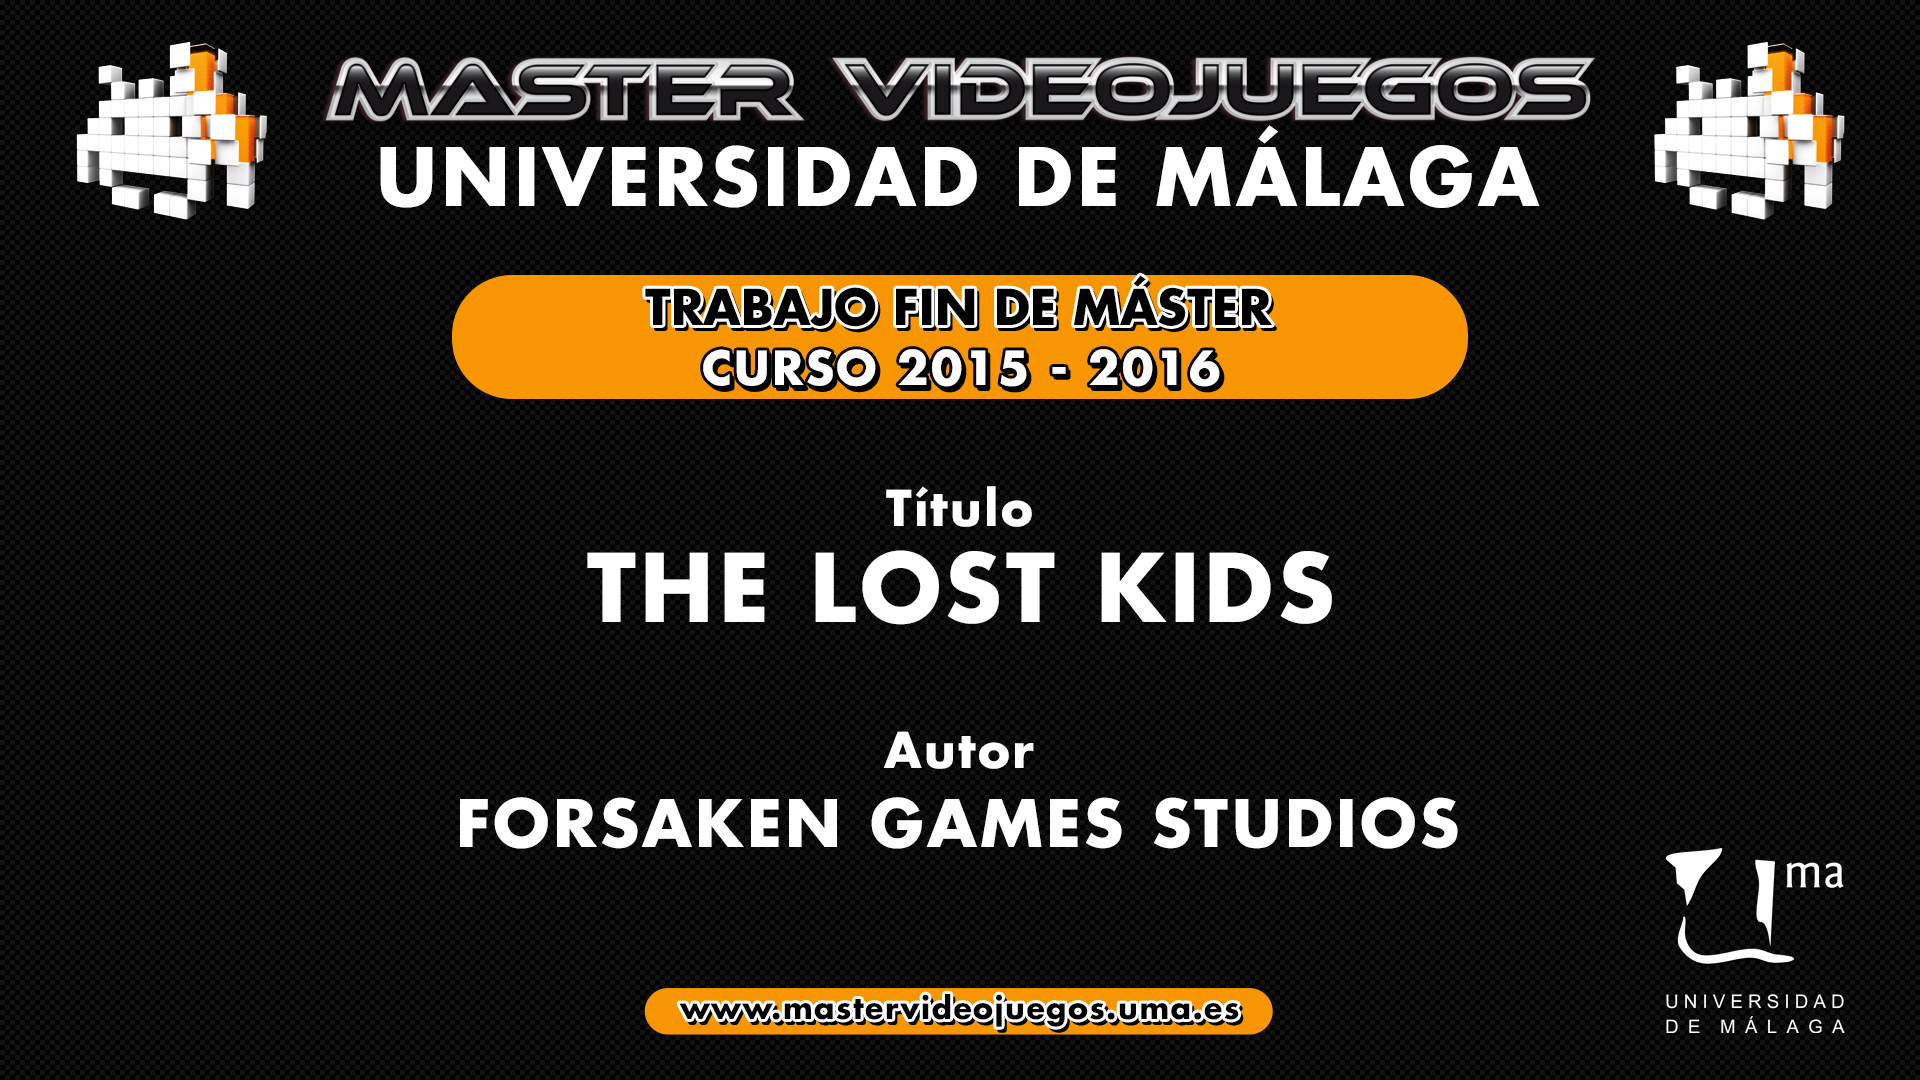 MASTER VIDEOJUEGOS
UNIVERSIDAD DE MÁLAGA
TRABAJO FIN DE MÁSTER
CURSO 2015 - 2016
Título
THE LOST KIDS
Autor
FORSAKEN GAMES STUDIOS
uma
UNIVERSIDAD
DE MÁLAGA
www.mastervideojuegos.uma.es